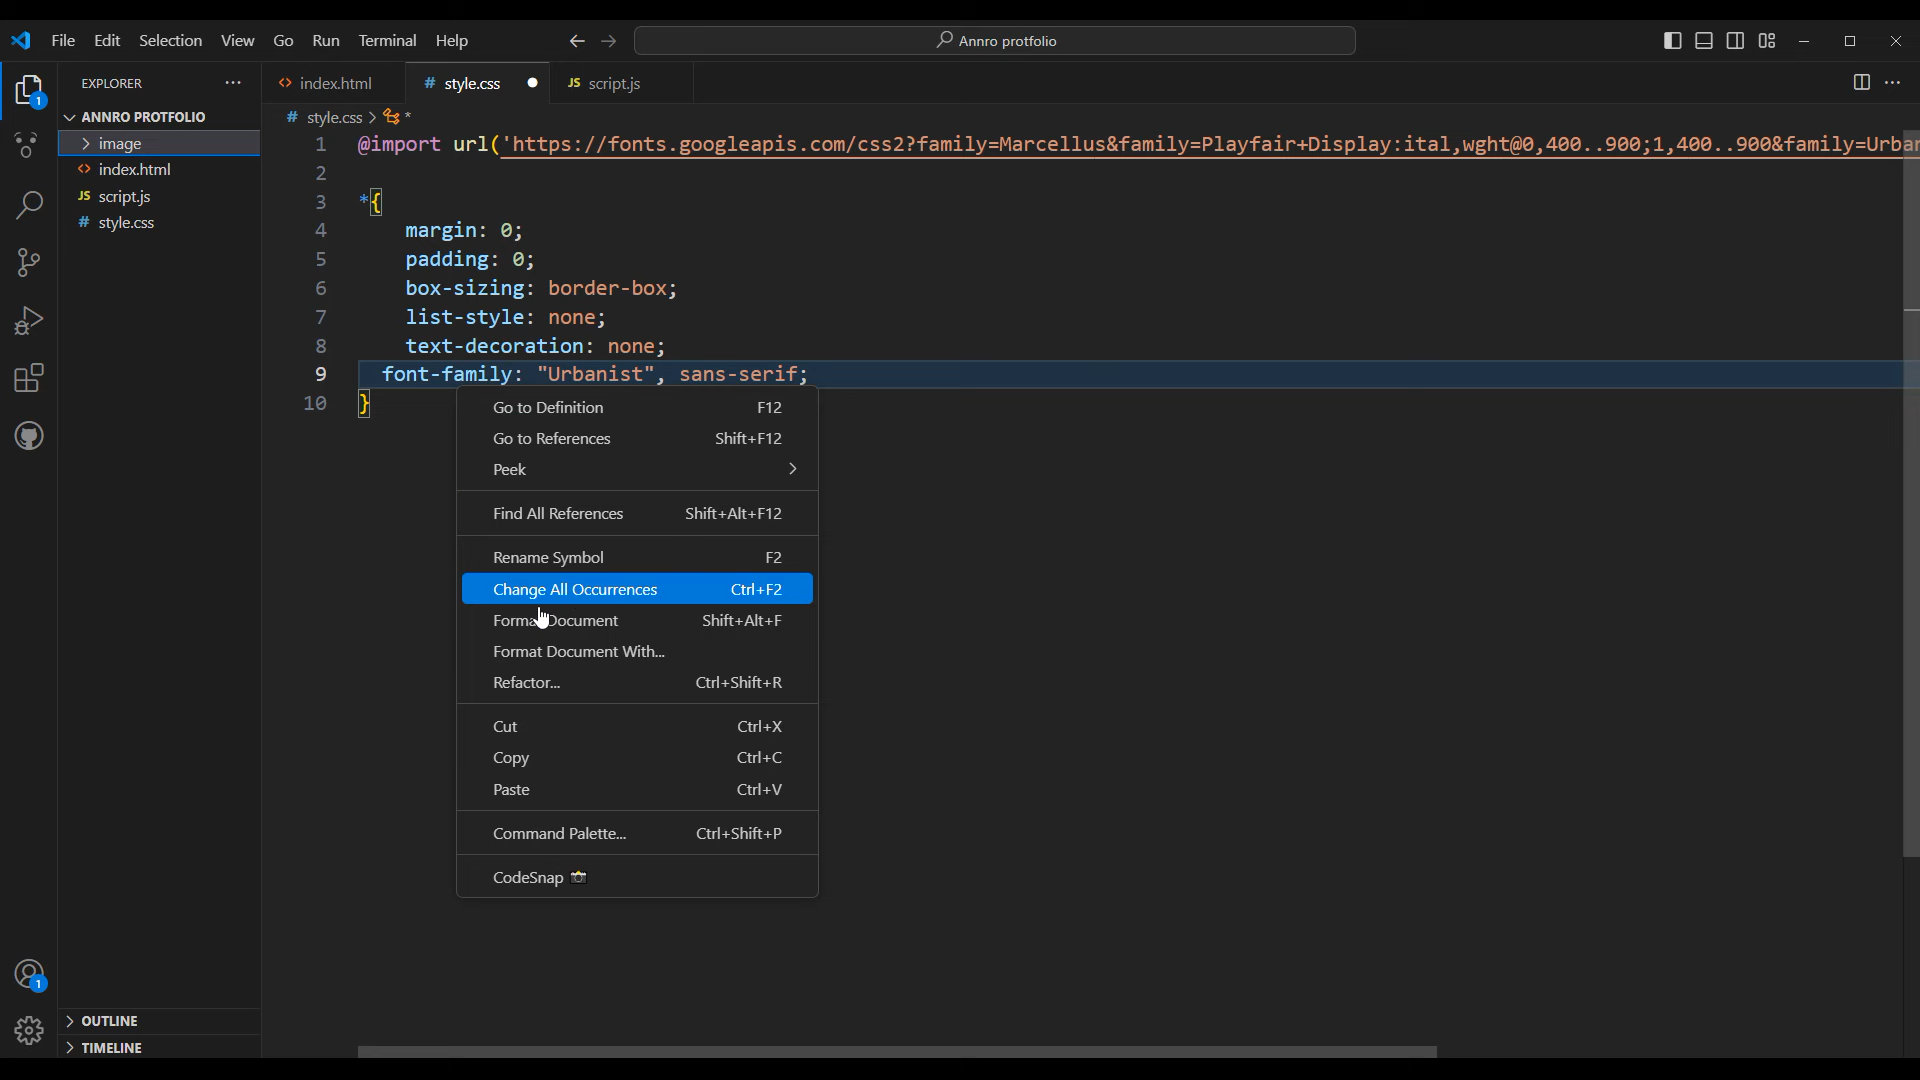 File Edit Selection View Go Run Terminal Help
Annro protfolio
EXPLORER
index.html
# style.css
JS script.js
ANNRO PROTFOLIO
image
index.html
JS script.js
# style.css
# style.css > *
1 @import url('https://fonts.googleapis.com/css2?family=Marcellus&family=Playfair+Display:ital,wght@0,400..900;1,400..900&family=Urban
2
3 *{
4 margin: 0;
5 padding: 0;
6 box-sizing: border-box;
7 list-style: none;
8 text-decoration: none;
9 font-family: "Urbanist", sans-serif;
10 }
Go to Definition F12
Go to References Shift+F12
Peek
Find All References Shift+Alt+F12
Rename Symbol F2
Change All Occurrences Ctrl+F2
Format Document Shift+Alt+F
Format Document With...
Refactor... Ctrl+Shift+R
Cut Ctrl+X
Copy Ctrl+C
Paste Ctrl+V
Command Palette... Ctrl+Shift+P
CodeSnap 📸
1
1
OUTLINE
TIMELINE